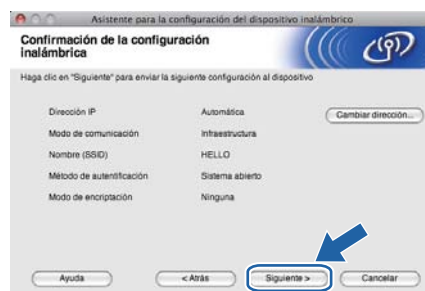 Asistente para la configuración del dispositivo inalámbrico
Confirmación de la configuración
inalámbrica
Haga clic en "Siguiente" para enviar la siguiente configuración al dispositivo
Dirección IP Automática Cambiar dirección...
Modo de comunicación Infraestructura
Nombre (SSID) HELLO
Método de autentificación Sistema abierto
Modo de encriptación Ninguna
Ayuda < Atrás Siguiente > Cancelar